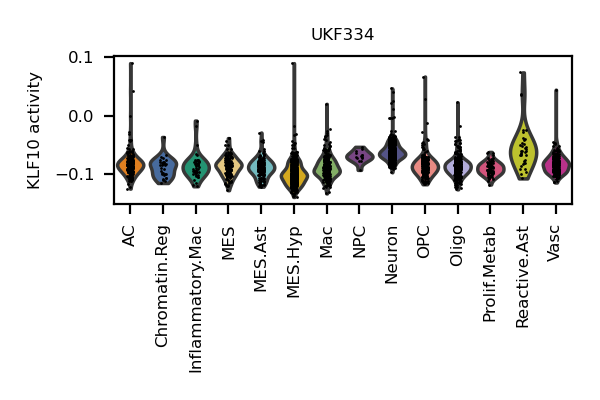 UKF334
KLF10 activity
0.1
0.0
−0.1
AC
Chromatin.Reg
Inflammatory.Mac
MES
MES.Ast
MES.Hyp
Mac
NPC
Neuron
OPC
Oligo
Prolif.Metab
Reactive.Ast
Vasc